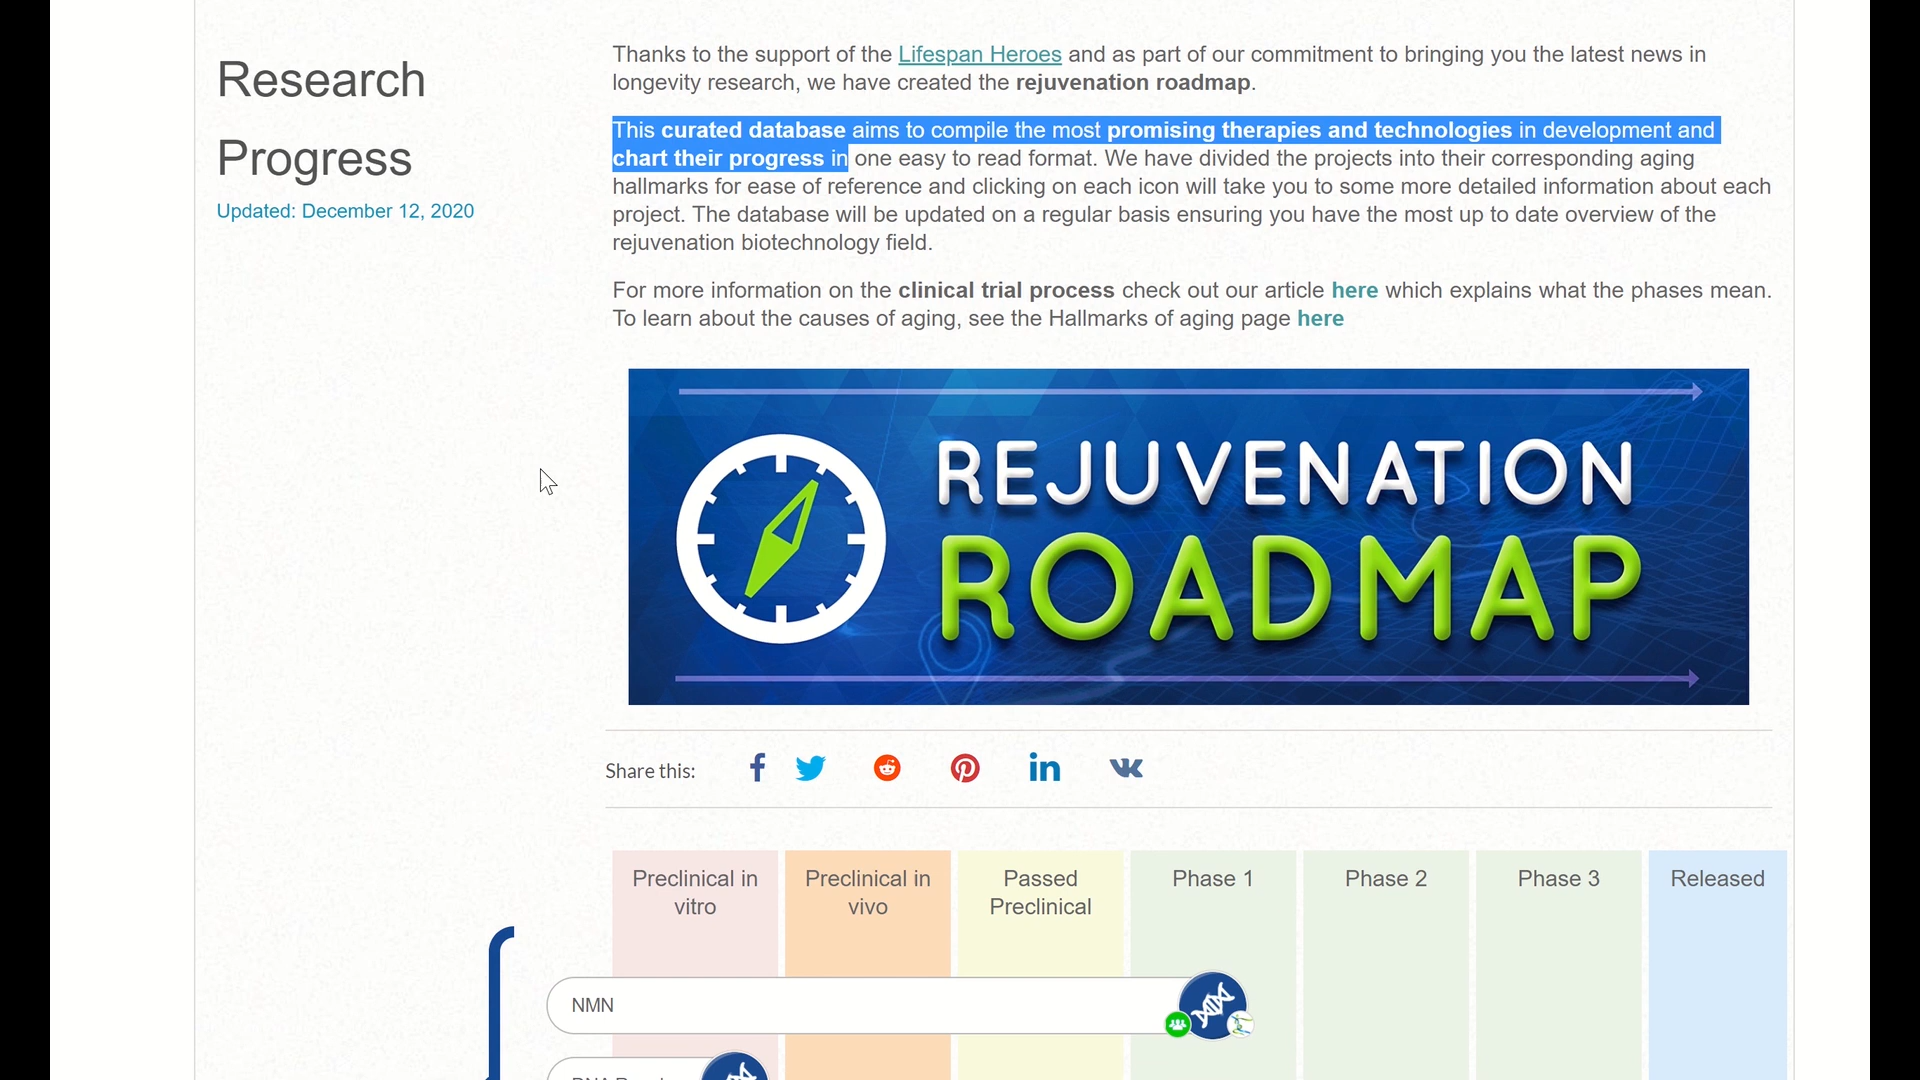 Research
Progress
Updated: December 12, 2020
Thanks to the support of the Lifespan Heroes and as part of our commitment to bringing you the latest news in
longevity research, we have created the rejuvenation roadmap.
This curated database aims to compile the most promising therapies and technologies in development and
chart their progress in one easy to read format. We have divided the projects into their corresponding aging
hallmarks for ease of reference and clicking on each icon will take you to some more detailed information about each
project. The database will be updated on a regular basis ensuring you have the most up to date overview of the
rejuvenation biotechnology field.
For more information on the clinical trial process check out our article here which explains what the phases mean.
To learn about the causes of aging, see the Hallmarks of aging page here
REJUVENATION
ROADMAP
Share this:
Preclinical in
vitro
Preclinical in
vivo
Passed
Preclinical
Phase 1
Phase 2
Phase 3
Released
NMN